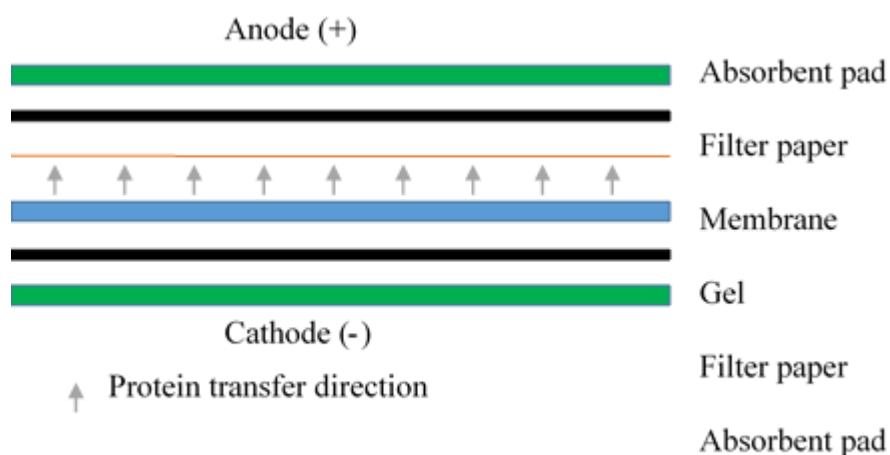 Anode (+)
Absorbent pad
Filter paper
Membrane
Gel
Cathode (-)
Filter paper
Protein transfer direction
Absorbent pad